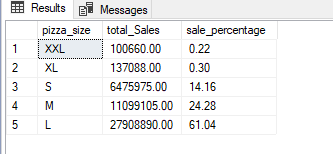 Results Messages
pizza_size total_Sales sale_percentage
1 XXL 100660.00 0.22
2 XL 137088.00 0.30
3 S 6475975.00 14.16
4 M 11099105.00 24.28
5 L 27908890.00 61.04